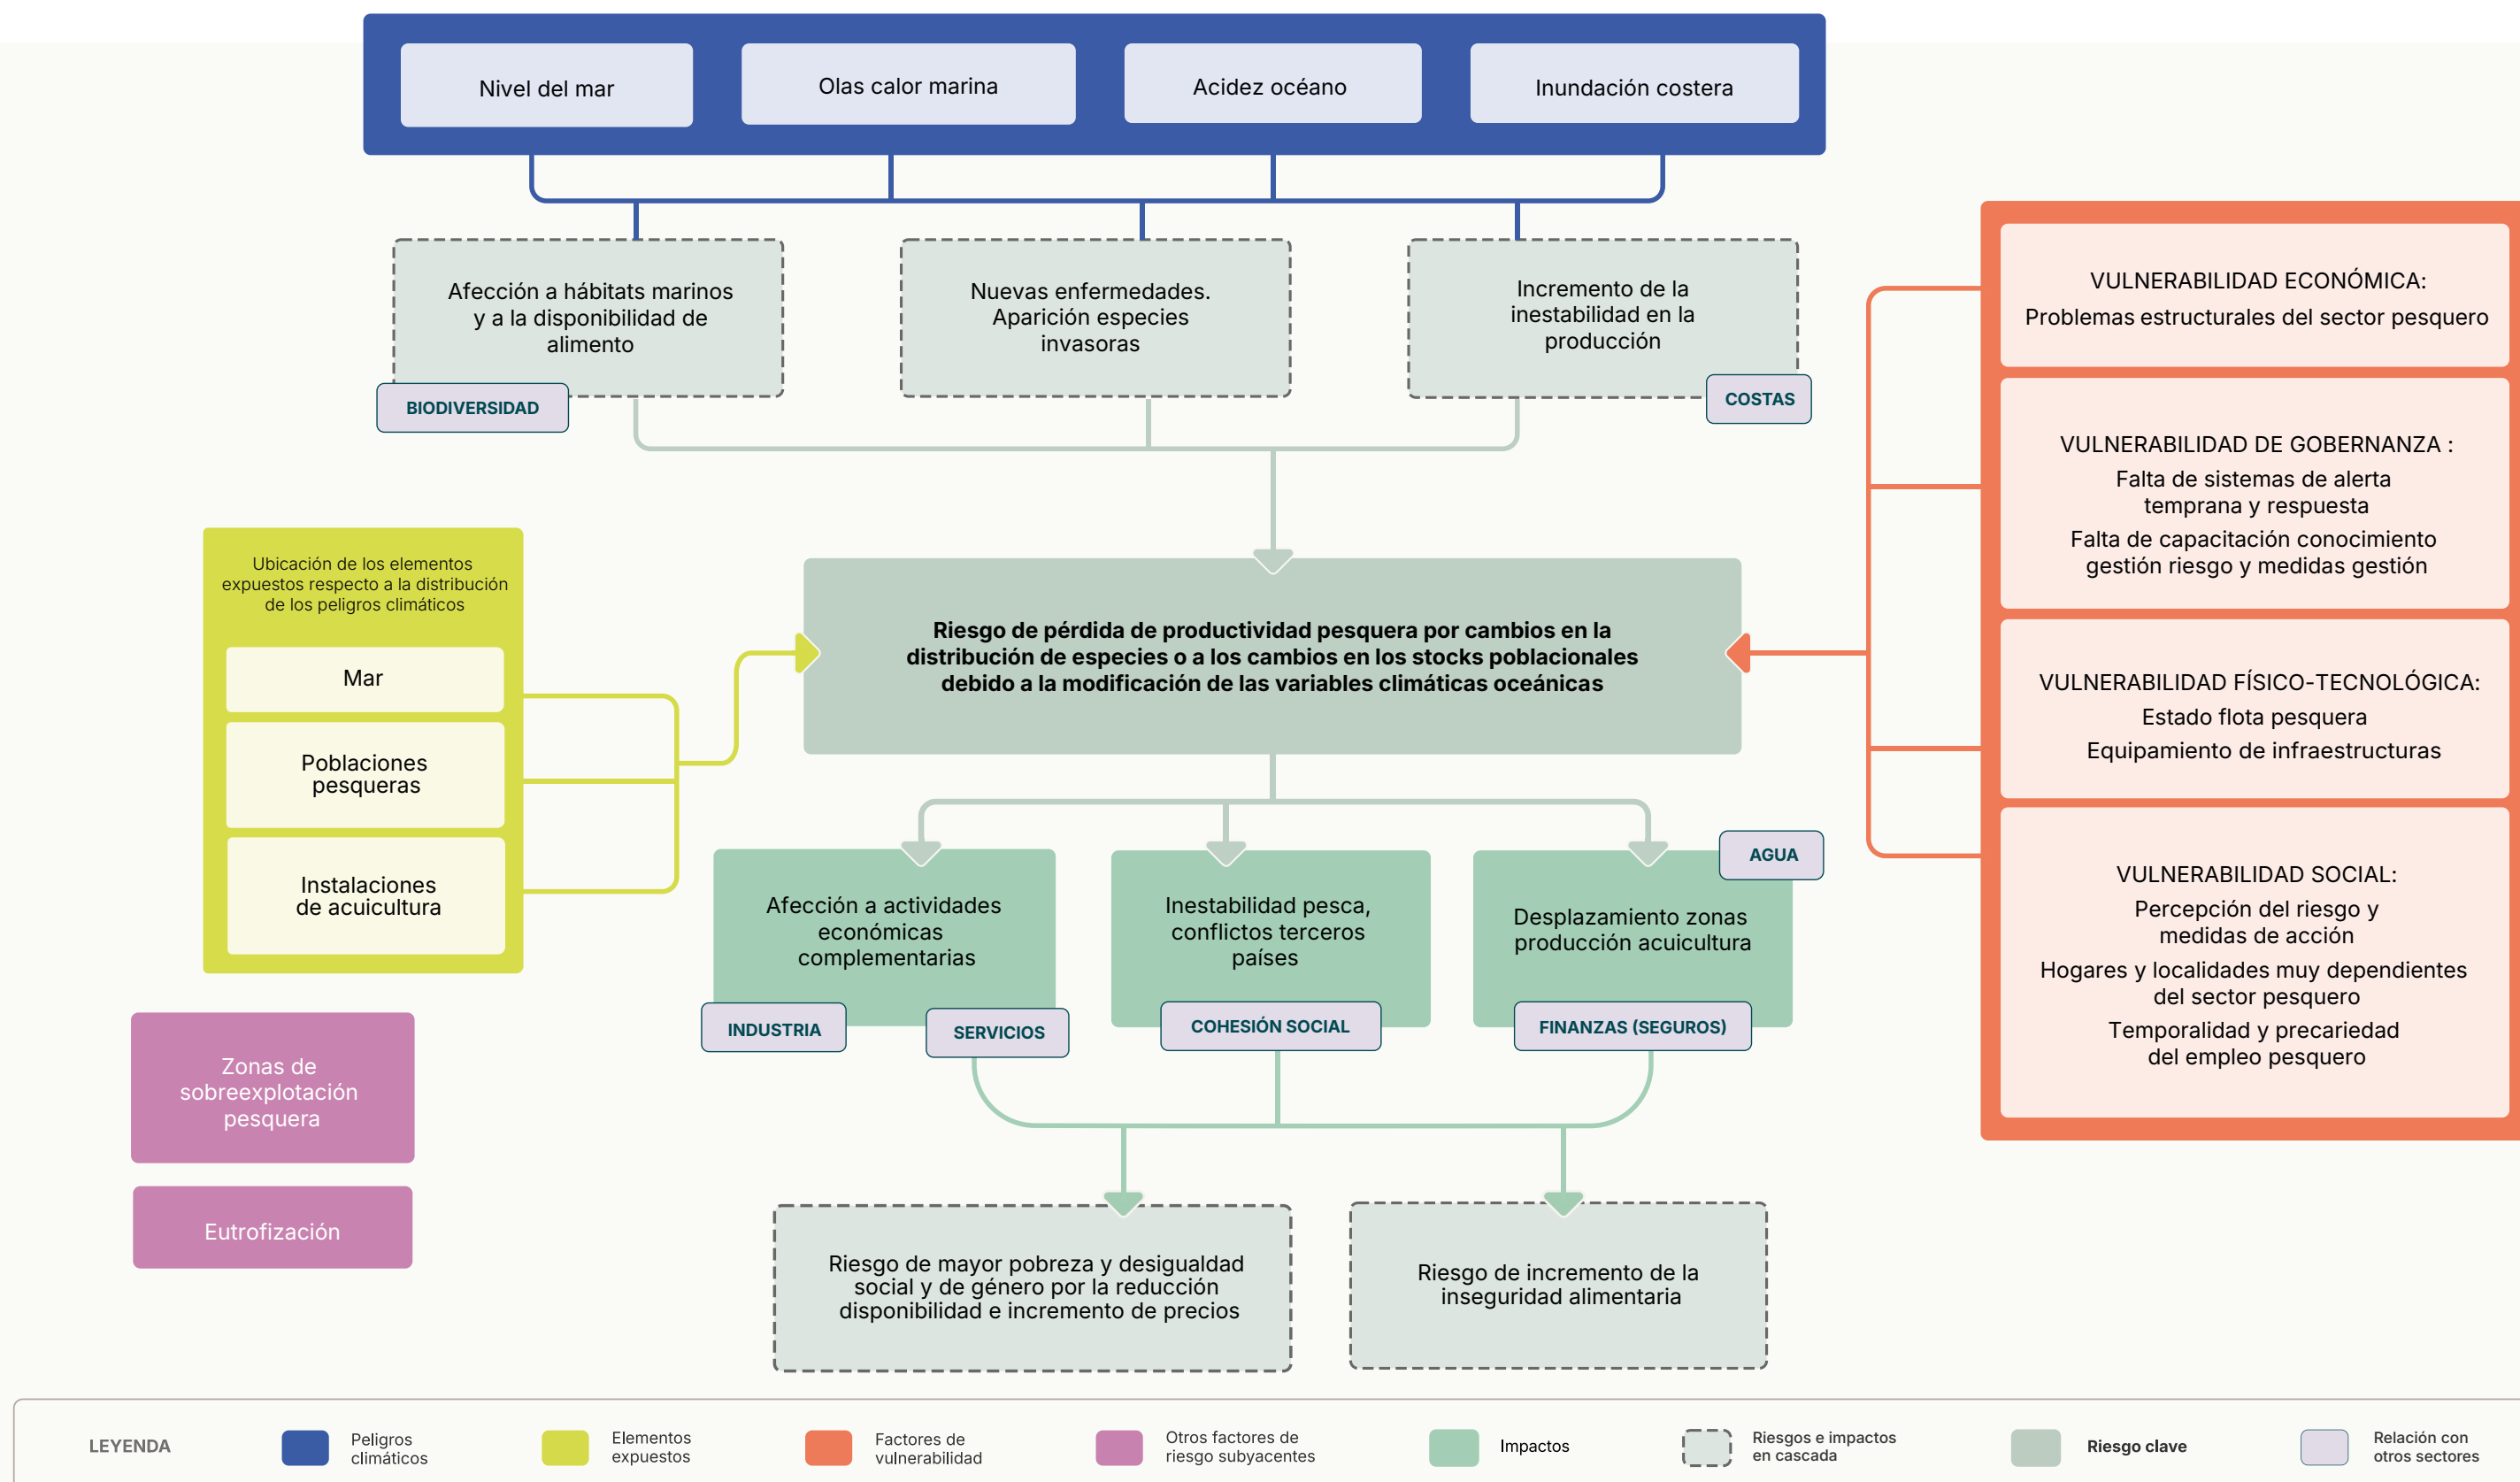 Nivel del mar
Olas calor marina
Acidez océano
Inundación costera
Afección a hábitats marinos
y a la disponibilidad de
alimento
BIODIVERSIDAD
Nuevas enfermedades.
Aparición especies
invasoras
Incremento de la
inestabilidad en la
producción
COSTAS
VULNERABILIDAD ECONÓMICA:
Problemas estructurales del sector pesquero
VULNERABILIDAD DE GOBERNANZA :
Falta de sistemas de alerta
temprana y respuesta
Falta de capacitación conocimiento
gestión riesgo y medidas gestión
VULNERABILIDAD FÍSICO-TECNOLÓGICA:
Estado flota pesquera
Equipamiento de infraestructuras
VULNERABILIDAD SOCIAL:
Percepción del riesgo y
medidas de acción
Hogares y localidades muy dependientes
del sector pesquero
Temporalidad y precariedad
del empleo pesquero
Ubicación de los elementos
expuestos respecto a la distribución
de los peligros climáticos
Mar
Poblaciones
pesqueras
Instalaciones
de acuicultura
Riesgo de pérdida de productividad pesquera por cambios en la
distribución de especies o a los cambios en los stocks poblacionales
debido a la modificación de las variables climáticas oceánicas
Afección a actividades
económicas
complementarias
INDUSTRIA
SERVICIOS
Inestabilidad pesca,
conflictos terceros
países
COHESIÓN SOCIAL
AGUA
Desplazamiento zonas
producción acuicultura
FINANZAS (SEGUROS)
Zonas de
sobreexplotación
pesquera
Eutrofización
Riesgo de mayor pobreza y desigualdad
social y de género por la reducción
disponibilidad e incremento de precios
Riesgo de incremento de la
inseguridad alimentaria
LEYENDA
Peligros
climáticos
Elementos
expuestos
Factores de
vulnerabilidad
Otros factores de
riesgo subyacentes
Impactos
Riesgos e impactos
en cascada
Riesgo clave
Relación con
otros sectores